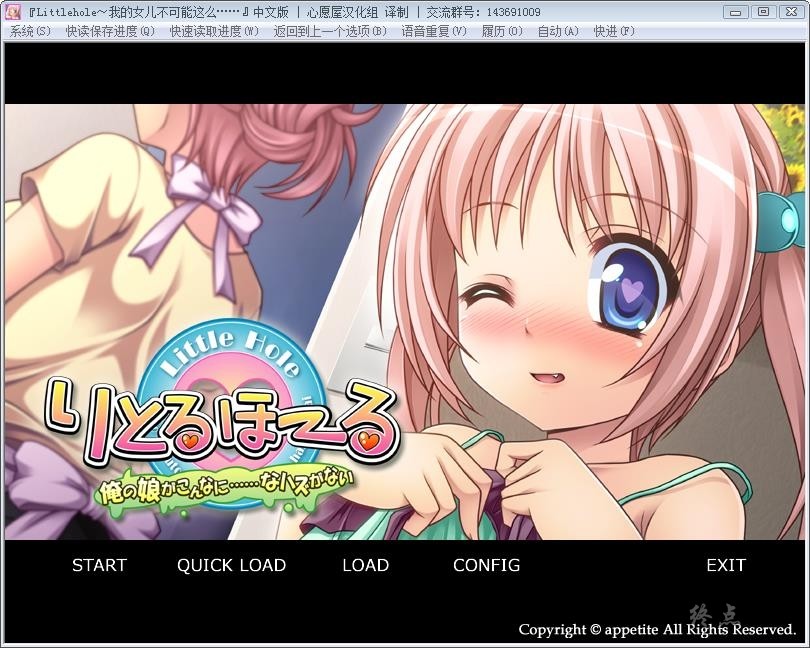 『Littlehole～我的女儿不可能这么……』中文版 | 心愿屋汉化组 译制 | 交流群号：143691009
系统(S) 快读保存进度(Q) 快速读取进度(W) 返回到上一个选项(B) 语音重复(V) 履历(O) 自动(A) 快进(F)
Little Hole
りとるほてる
俺の娘がこんなに……なハズがない
START QUICK LOAD LOAD CONFIG EXIT
终点
Copyright © appetite All Rights Reserved.